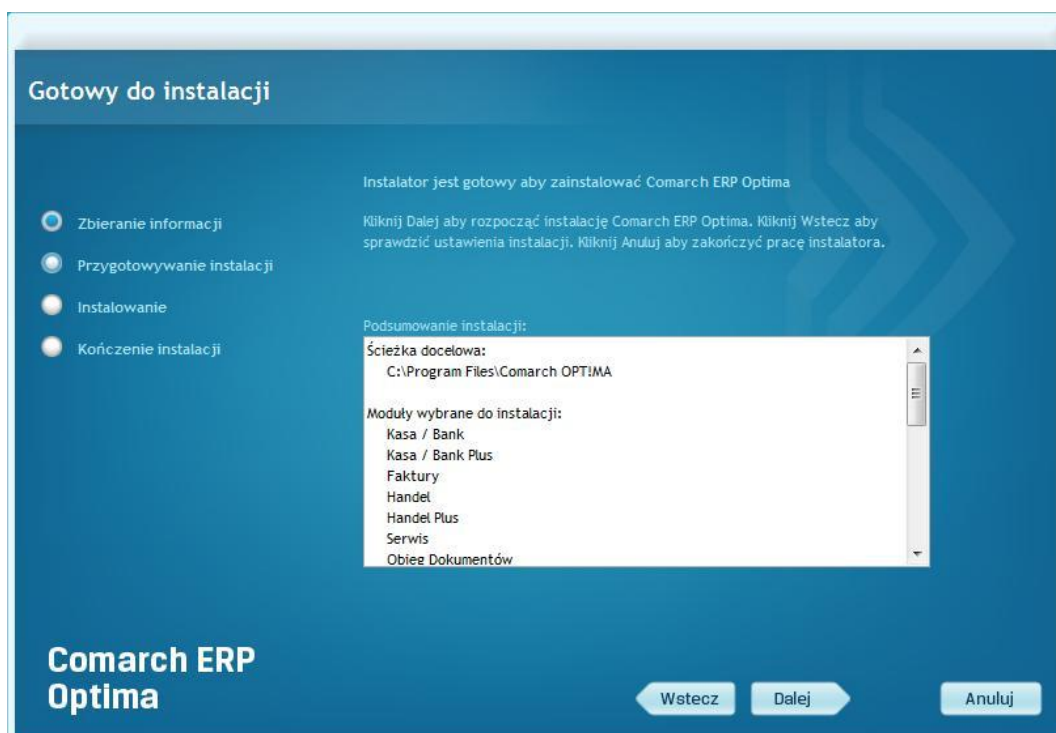 Gotowy do instalacji
Zbieranie informacji
Przygotowywanie instalacji
Instalowanie
Kończenie instalacji
Instalator jest gotowy aby zainstalować Comarch ERP Optima
Kliknij Dalej aby rozpocząć instalację Comarch ERP Optima. Kliknij Wstecz aby
sprawdzić ustawienia instalacji. Kliknij Anuluj aby zakończyć pracę instalatora.
Podsumowanie instalacji:
Ścieżka docelowa:
C:\Program Files\Comarch OPT!MA
Moduły wybrane do instalacji:
Kasa / Bank
Kasa / Bank Plus
Faktury
Handel
Handel Plus
Serwis
Obieg Dokumentów
Comarch ERP
Optima
Wstecz
Dalej
Anuluj